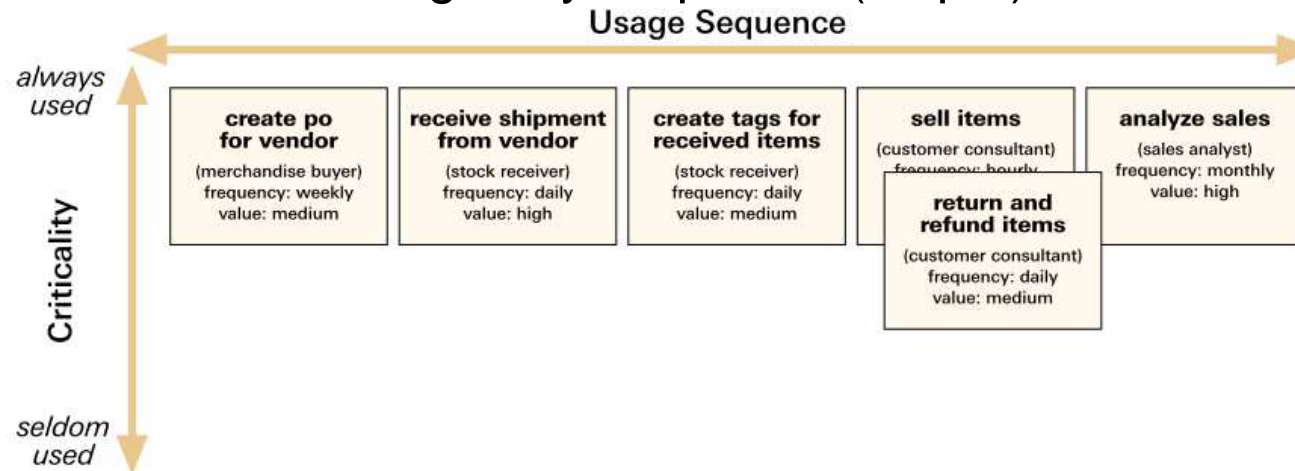 Usage Sequence
always
used
create po
for vendor
(merchandise buyer)
frequency: weekly
value: medium
receive shipment
from vendor
(stock receiver)
frequency: daily
value: high
create tags for
received items
(stock receiver)
frequency: daily
value: medium
sell items
(customer consultant)
frequency: hourly
return and
refund items
(customer consultant)
frequency: daily
value: medium
analyze sales
(sales analyst)
frequency: monthly
value: high
Criticality
seldom
used